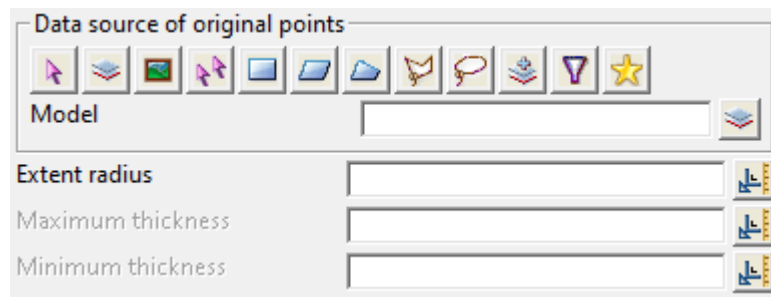 Data source of original points
Model
Extent radius
Maximum thickness
Minimum thickness